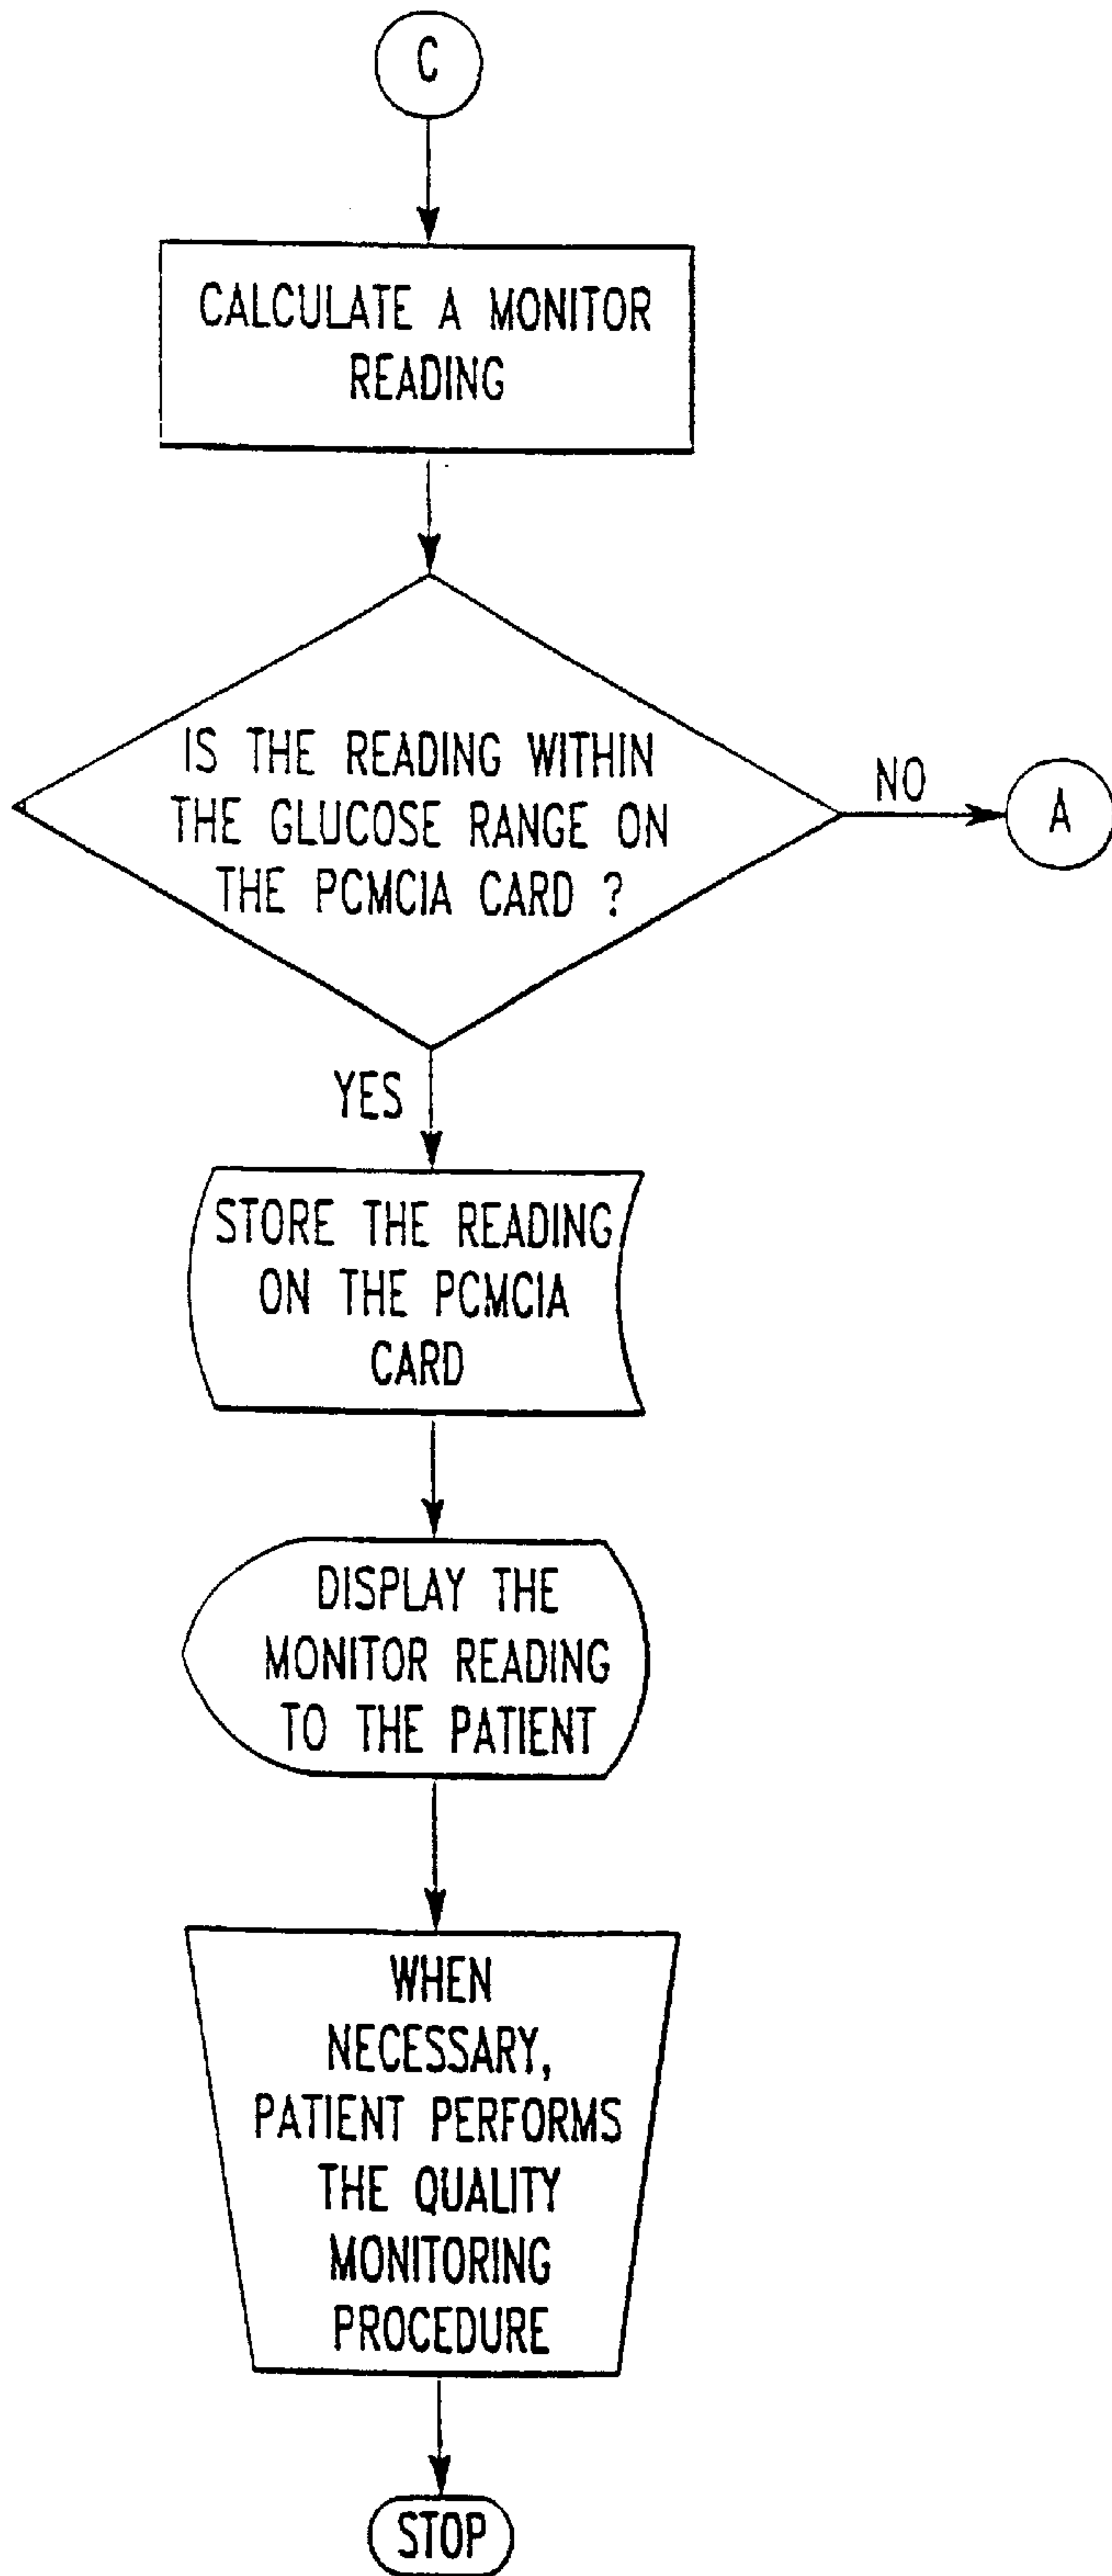 C
CALCULATE A MONITOR
READING
IS THE READING WITHIN
THE GLUCOSE RANGE ON
THE PCMCIA CARD ?
NO
A
YES
STORE THE READING
ON THE PCMCIA
CARD
DISPLAY THE
MONITOR READING
TO THE PATIENT
WHEN
NECESSARY,
PATIENT PERFORMS
THE QUALITY
MONITORING
PROCEDURE
STOP